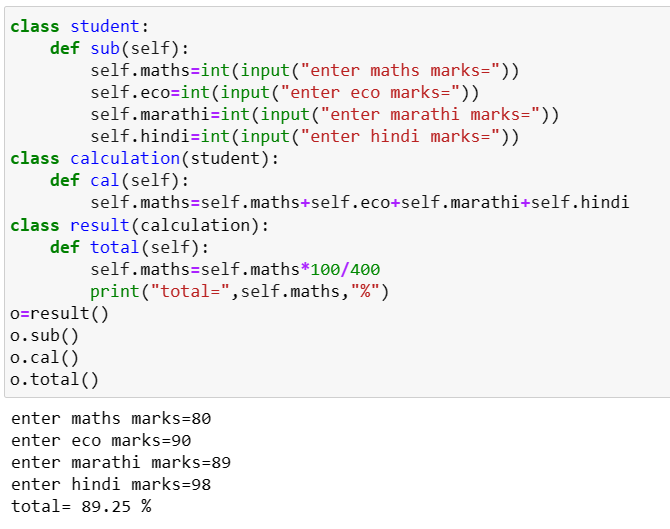 class student:
    def sub(self):
        self.maths=int(input("enter maths marks="))
        self.eco=int(input("enter eco marks="))
        self.marathi=int(input("enter marathi marks="))
        self.hindi=int(input("enter hindi marks="))
class calculation(student):
    def cal(self):
        self.maths=self.maths+self.eco+self.marathi+self.hindi
class result(calculation):
    def total(self):
        self.maths=self.maths*100/400
        print("total=",self.maths,"%")
o=result()
o.sub()
o.cal()
o.total()
enter maths marks=80
enter eco marks=90
enter marathi marks=89
enter hindi marks=98
total= 89.25 %